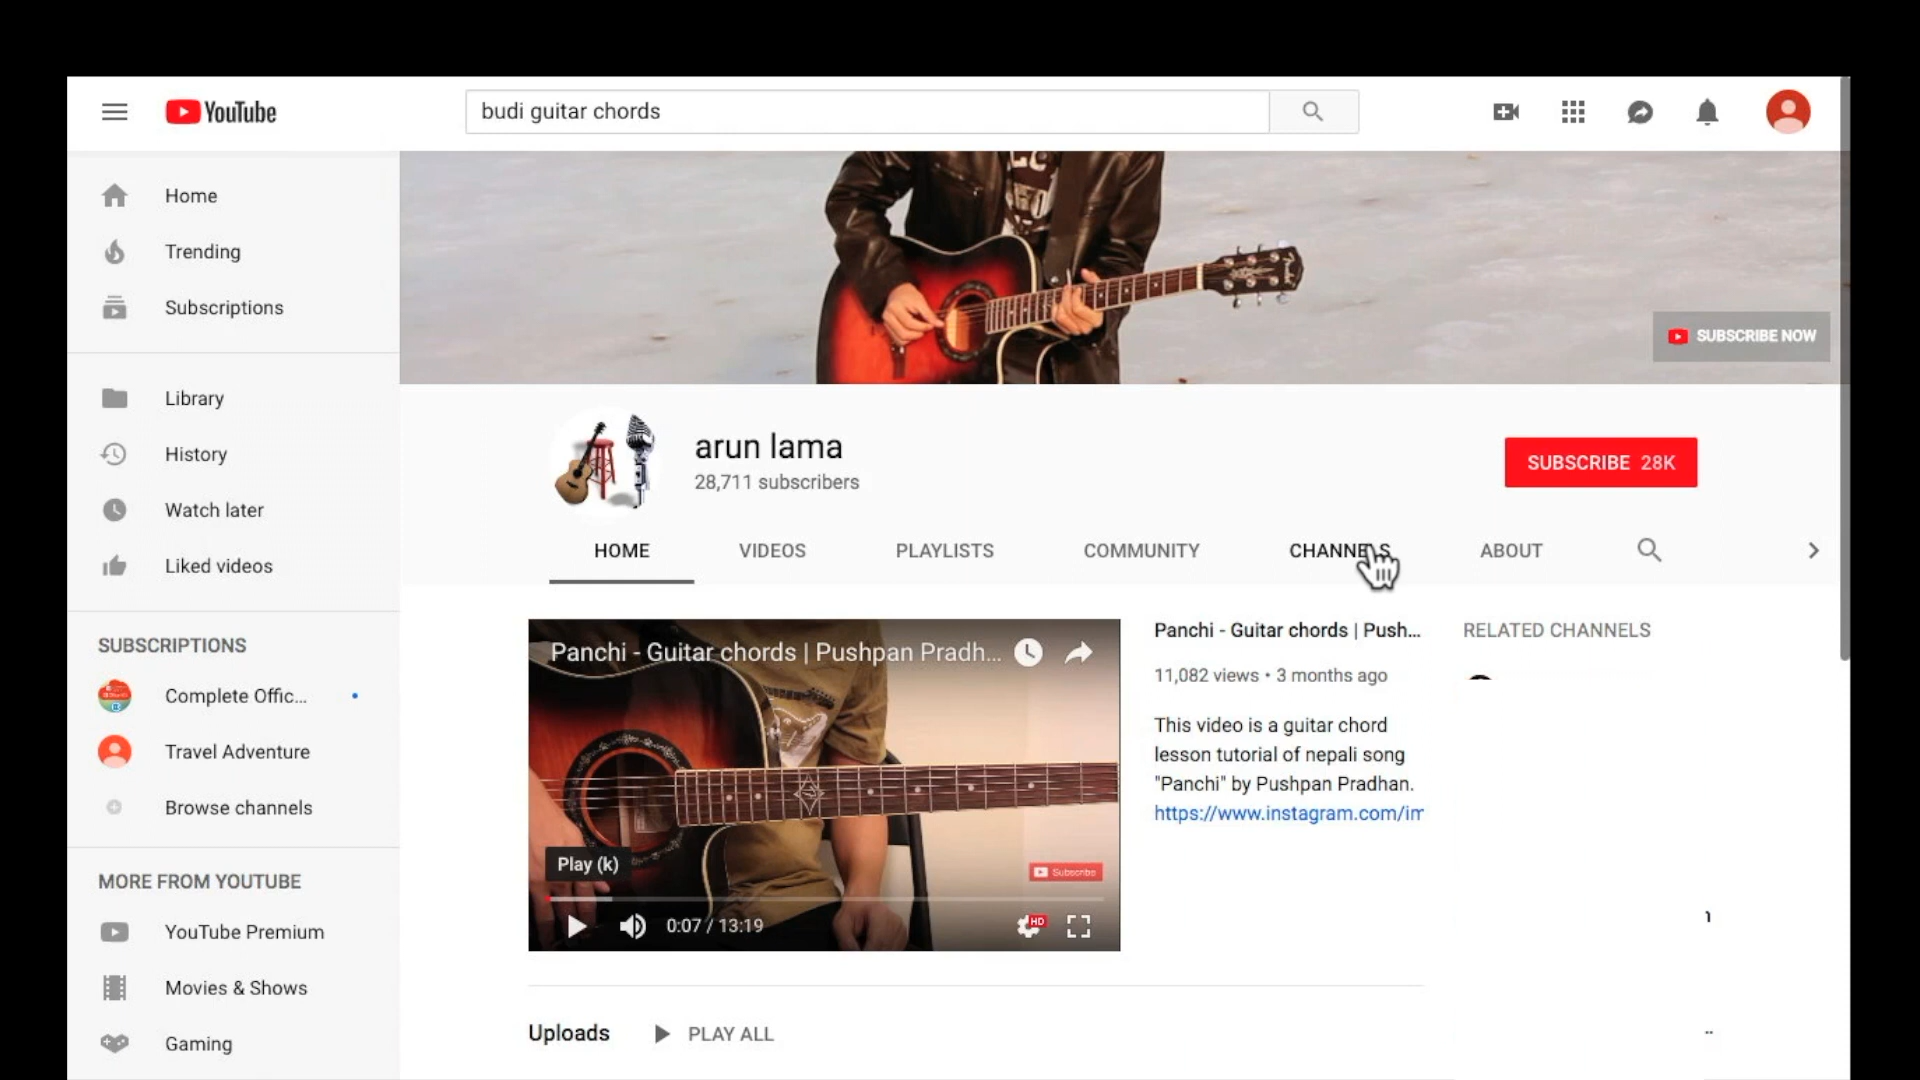 YouTube
budi guitar chords
Home
Trending
Subscriptions
SUBSCRIBE NOW
Library
History
Watch later
Liked videos
arun lama
28,711 subscribers
SUBSCRIBE 28K
HOME VIDEOS PLAYLISTS COMMUNITY CHANNELS ABOUT
SUBSCRIPTIONS
Complete Offic...
Travel Adventure
Browse channels
MORE FROM YOUTUBE
YouTube Premium
Movies & Shows
Gaming
Panchi - Guitar chords | Pushpan Pradh...
Play (k)
Subscribe
0:07 / 13:19
HD
Panchi - Guitar chords | Push...
11,082 views • 3 months ago
This video is a guitar chord
lesson tutorial of nepali song
"Panchi" by Pushpan Pradhan.
https://www.instagram.com/im
RELATED CHANNELS
Uploads PLAY ALL